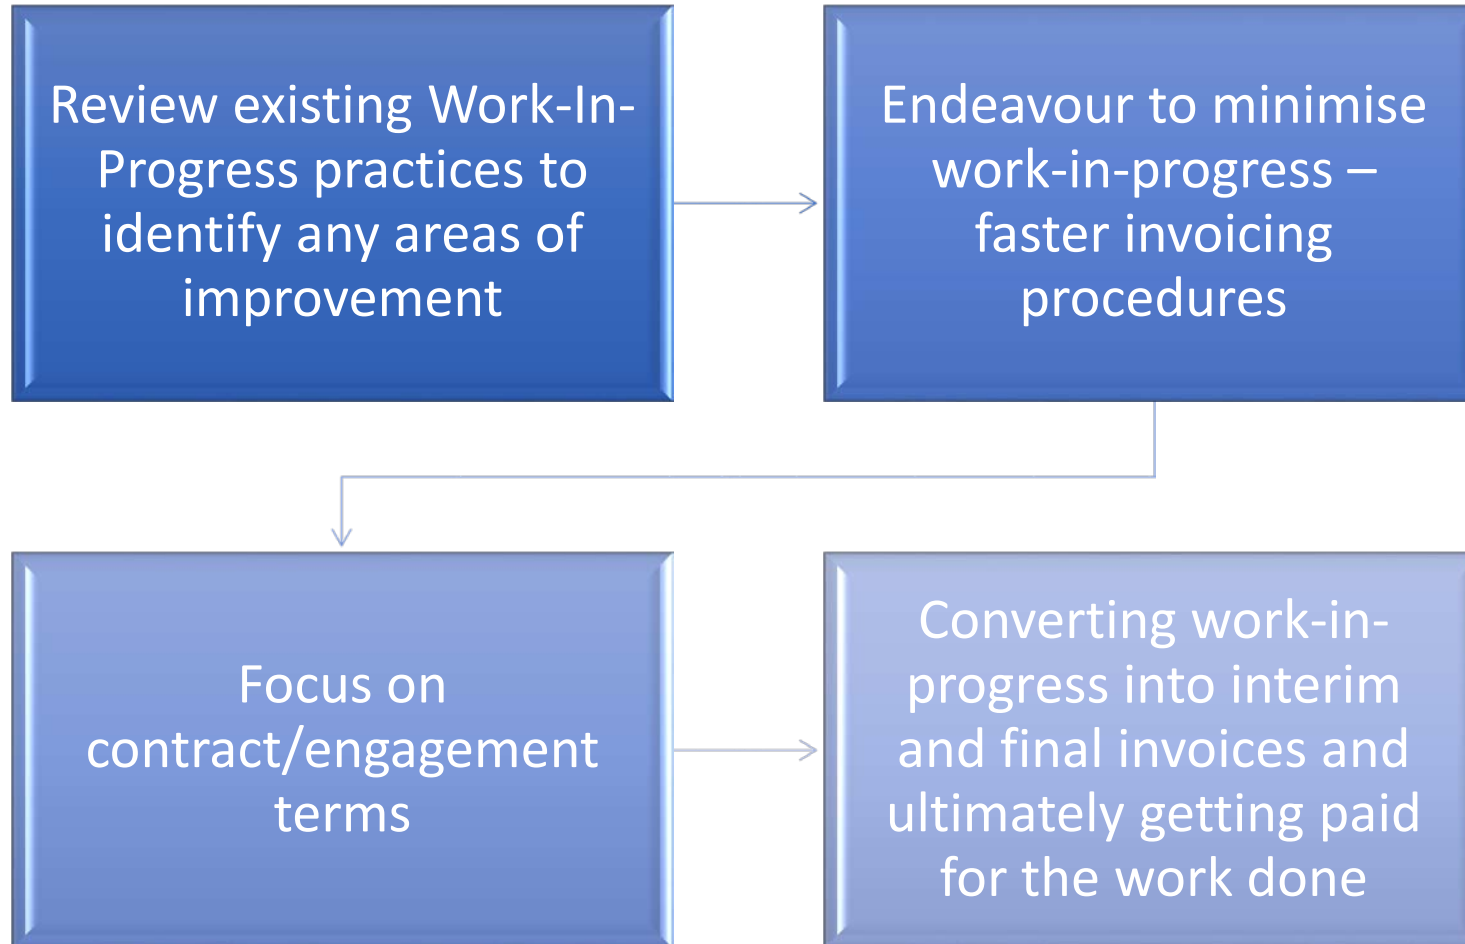 Review existing Work-In-
Progress practices to
identify any areas of
improvement
Endeavour to minimise
work-in-progress –
faster invoicing
procedures
Focus on
contract/engagement
terms
Converting work-in-
progress into interim
and final invoices and
ultimately getting paid
for the work done